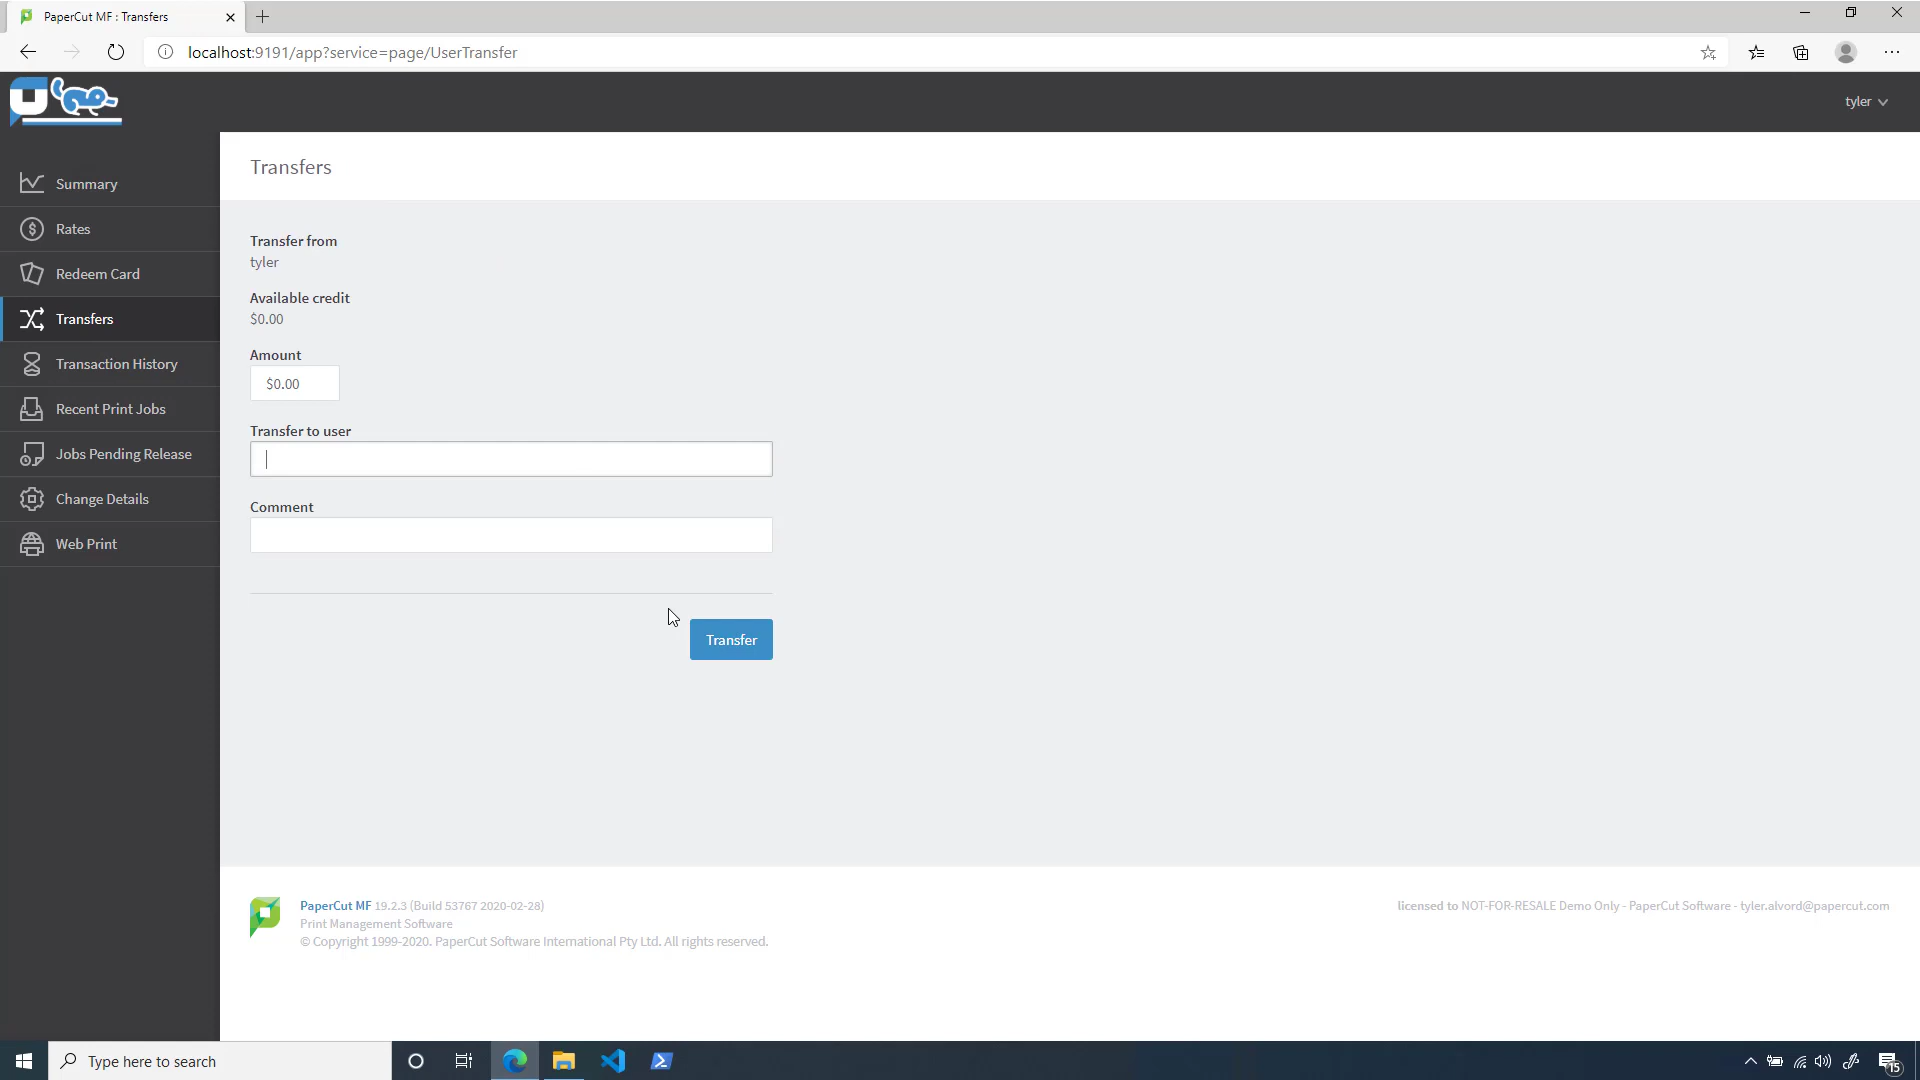 PaperCut MF : Transfers
localhost:9191/app?service=page/UserTransfer
tyler
Transfers
Summary
Rates
Redeem Card
Transfers
Transaction History
Recent Print Jobs
Jobs Pending Release
Change Details
Web Print
Transfer from
tyler
Available credit
$0.00
Amount
$0.00
Transfer to user
Comment
Transfer
PaperCut MF 19.2.3 (Build 53767 2020-02-28)
Print Management Software
© Copyright 1999-2020. PaperCut Software International Pty Ltd. All rights reserved.
licensed to NOT-FOR-RESALE Demo Only - PaperCut Software - tyler.alvord@papercut.com
Type here to search
15